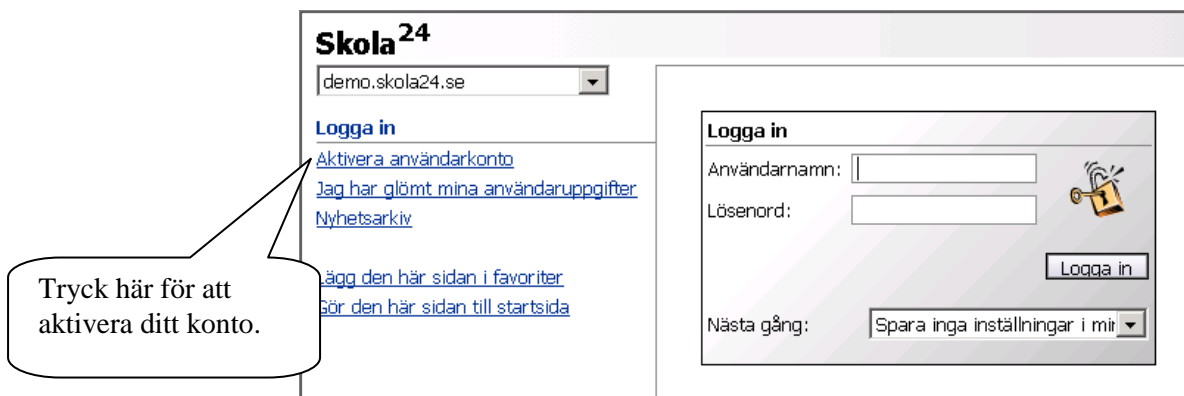 Skola24
demo.skola24.se
Logga in
Aktivera användarkonto
Jag har glömt mina användaruppgifter
Nyhetsarkiv
Lägg den här sidan i favoriter
Gör den här sidan till startsida
Tryck här för att
aktivera ditt konto.
Logga in
Användarnamn:
Lösenord:
Logga in
Nästa gång: Spara inga inställningar i min